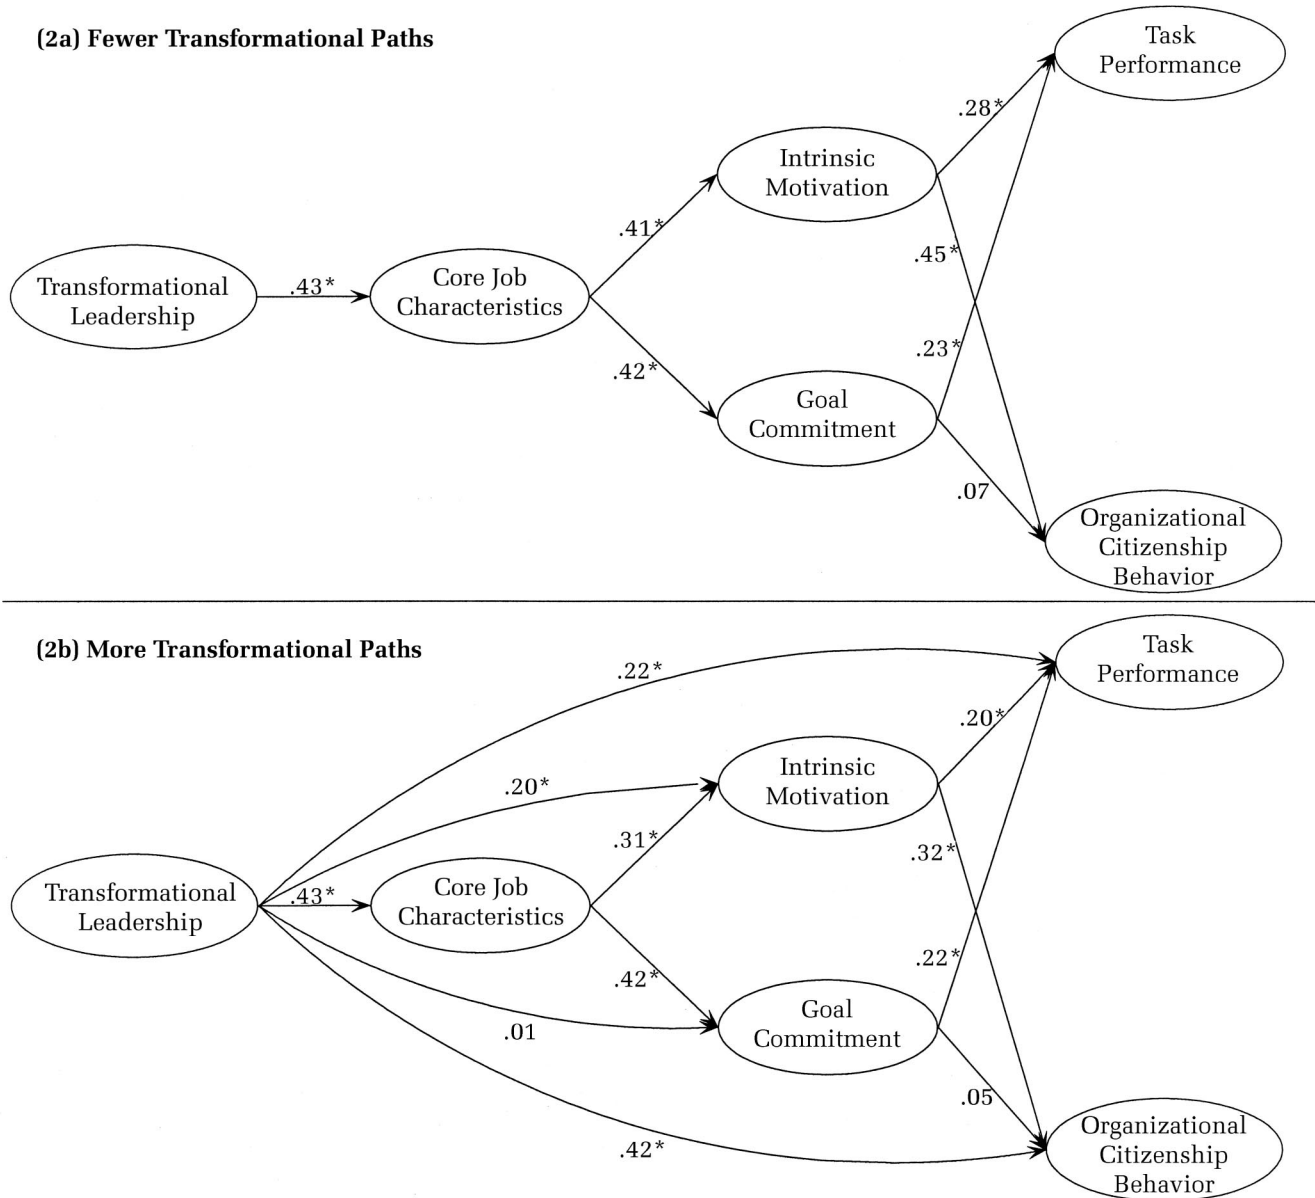 (2a) Fewer Transformational Paths
Task
Performance
.28*
Intrinsic
Motivation
.41*
.45*
Transformational
Leadership
.43*
Core Job
Characteristics
.23*
.42*
Goal
Commitment
.07
Organizational
Citizenship
Behavior
(2b) More Transformational Paths
Task
Performance
.22*
.20*
Intrinsic
Motivation
.20*
.31*
.32*
Transformational
Leadership
.43*
Core Job
Characteristics
.22*
.42*
Goal
Commitment
.01
.05
Organizational
Citizenship
Behavior
.42*